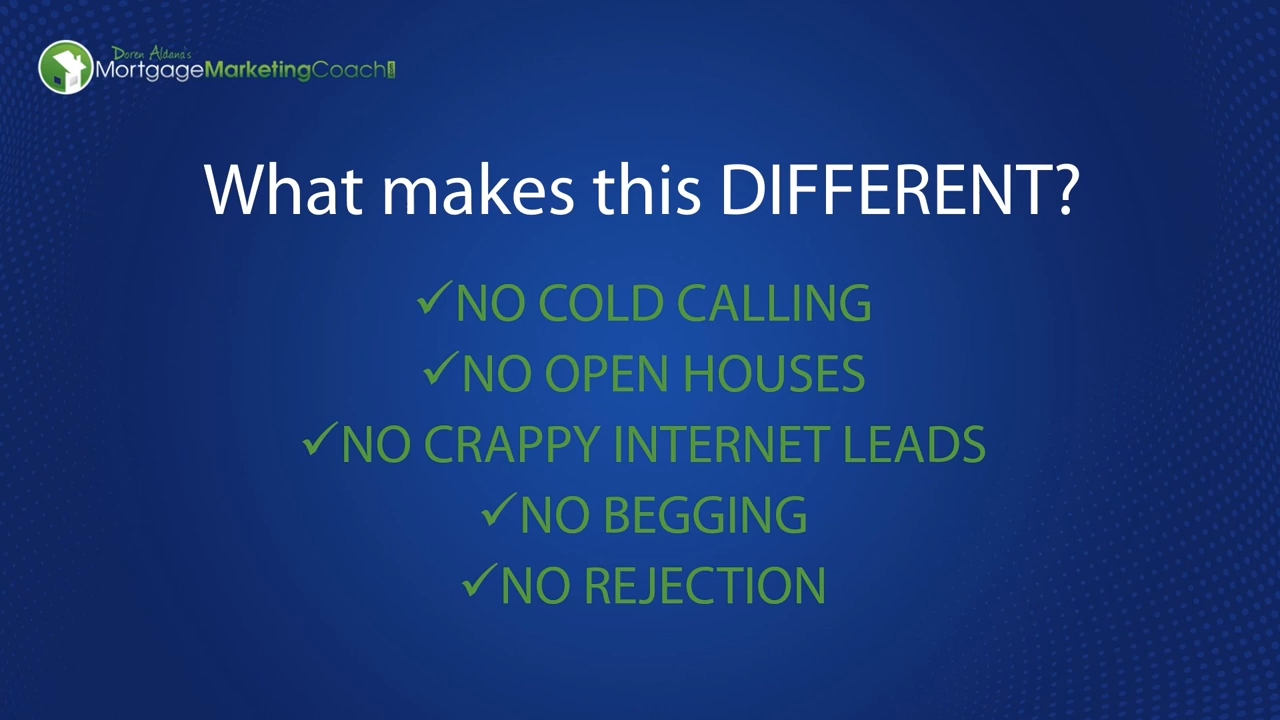 Doren Aldana's
MortgageMarketingCoach
What makes this DIFFERENT?
✓NO COLD CALLING
✓NO OPEN HOUSES
✓NO CRAPPY INTERNET LEADS
✓NO BEGGING
✓NO REJECTION